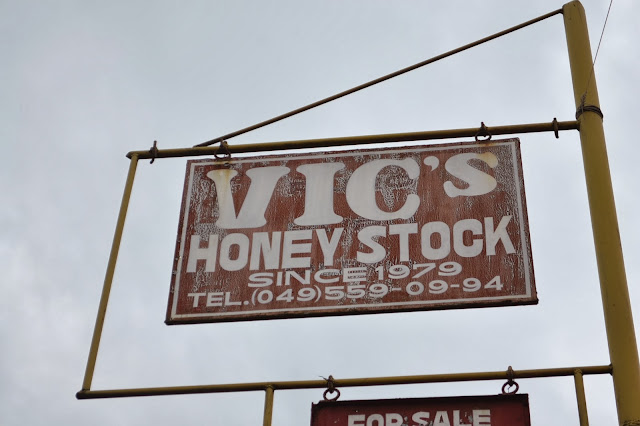 VIC'S
HONEY STOCK
SINCE 1979
TEL.(049)559-09-94
FOR SALE